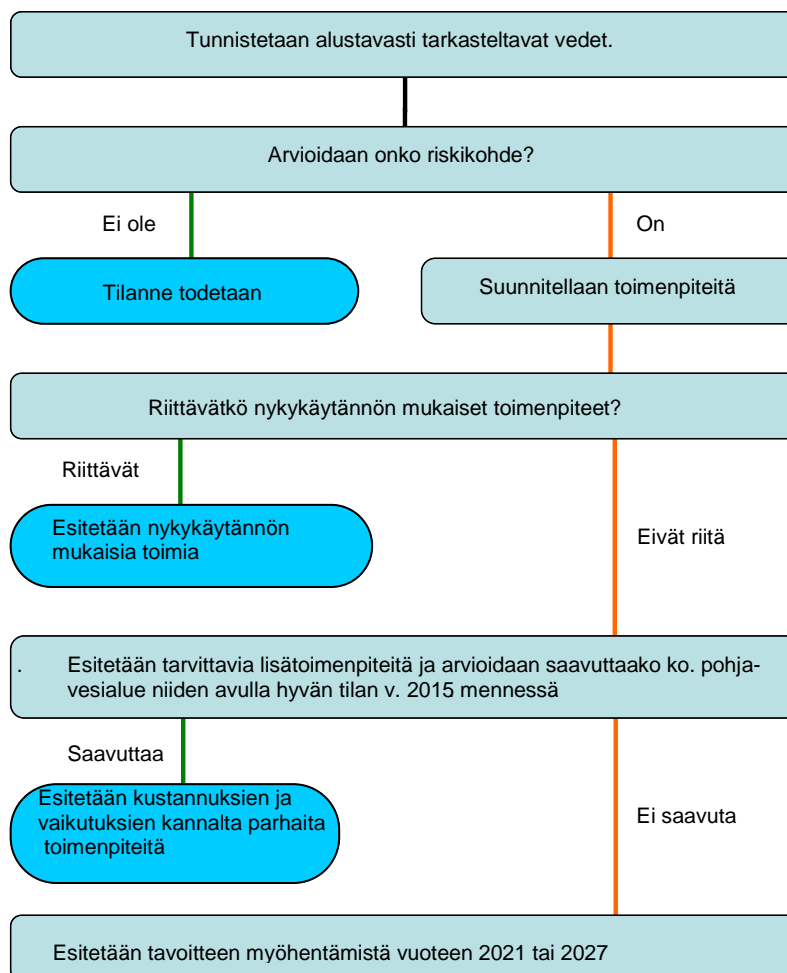 Tunnistetaan alustavasti tarkasteltavat vedet.
Arvioidaan onko riskikohde?
Ei ole
On
Tilanne todetaan
Suunnitellaan toimenpiteitä
Riittävätkö nykykäytännön mukaiset toimenpiteet?
Riittävät
Esitetään nykykäytännön
mukaisia toimia
Eivät riitä
. Esitetään tarvittavia lisätoimenpiteitä ja arvioidaan saavuttaako ko. pohja-
vesialue niiden avulla hyvän tilan v. 2015 mennessä
Saavuttaa
Esitetään kustannuksien ja
vaikutuksien kannalta parhaita
toimenpiteitä
Ei saavuta
Esitetään tavoitteen myöhentämistä vuoteen 2021 tai 2027